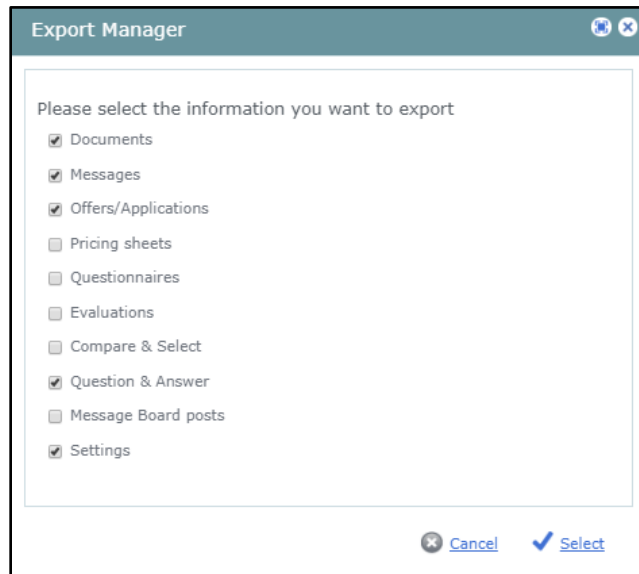 Export Manager
Please select the information you want to export
Documents
Messages
Offers/Applications
Pricing sheets
Questionnaires
Evaluations
Compare & Select
Question & Answer
Message Board posts
Settings
Cancel Select